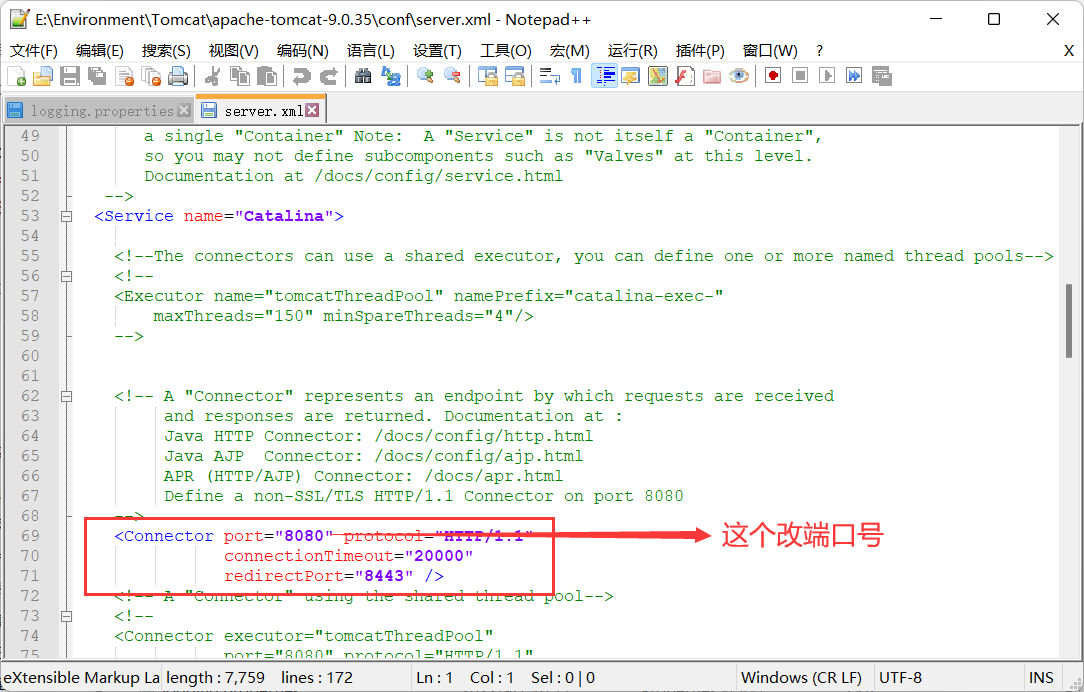 E:\Environment\Tomcat\apache-tomcat-9.0.35\conf\server.xml - Notepad++
文件(F) 编辑(E) 搜索(S) 视图(V) 编码(N) 语言(L) 设置(T) 工具(O) 宏(M) 运行(R) 插件(P) 窗口(W) ? X
logging.properties server.xml
49 a single "Container" Note:  A "Service" is not itself a "Container",
50 so you may not define subcomponents such as "Valves" at this level.
51 Documentation at /docs/config/service.html
52 -->
53 <Service name="Catalina">
54
55 <!--The connectors can use a shared executor, you can define one or more named thread pools-->
56 <!--
57 <Executor name="tomcatThreadPool" namePrefix="catalina-exec-"
58 maxThreads="150" minSpareThreads="4"/>
59 -->
60
61
62 <!-- A "Connector" represents an endpoint by which requests are received
63 and responses are returned. Documentation at :
64 Java HTTP Connector: /docs/config/http.html
65 Java AJP  Connector: /docs/config/ajp.html
66 APR (HTTP/AJP) Connector: /docs/apr.html
67 Define a non-SSL/TLS HTTP/1.1 Connector on port 8080
68 -->
69 <Connector port="8080" protocol="HTTP/1.1" 这个改端口号
70 connectionTimeout="20000"
71 redirectPort="8443" />
72 <!-- A "Connector" using the shared thread pool-->
73 <!--
74 <Connector executor="tomcatThreadPool"
75 port="8080" protocol="HTTP/1.1"
eXtensible Markup La length : 7,759 lines : 172 Ln : 1 Col : 1 Sel : 0 | 0 Windows (CR LF) UTF-8 INS